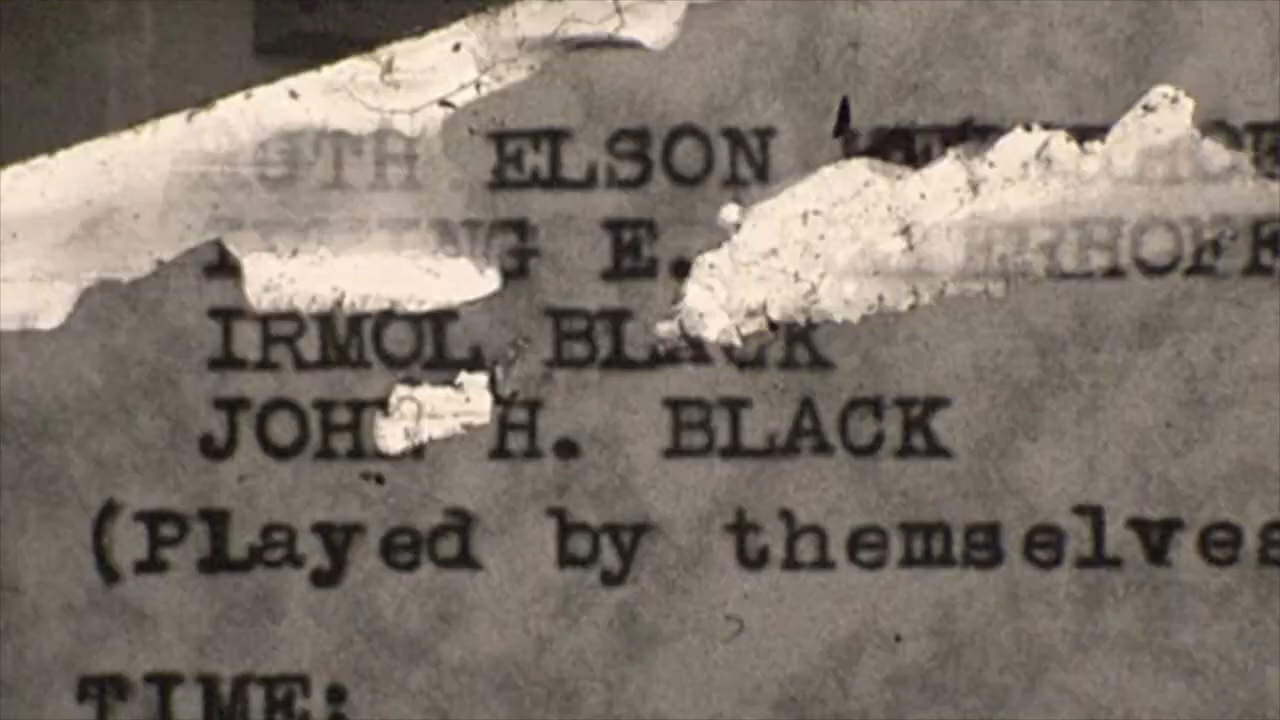 ELSON
E.
IRMOL BLACK
JOHN H. BLACK
(Played by themselves
TIME: